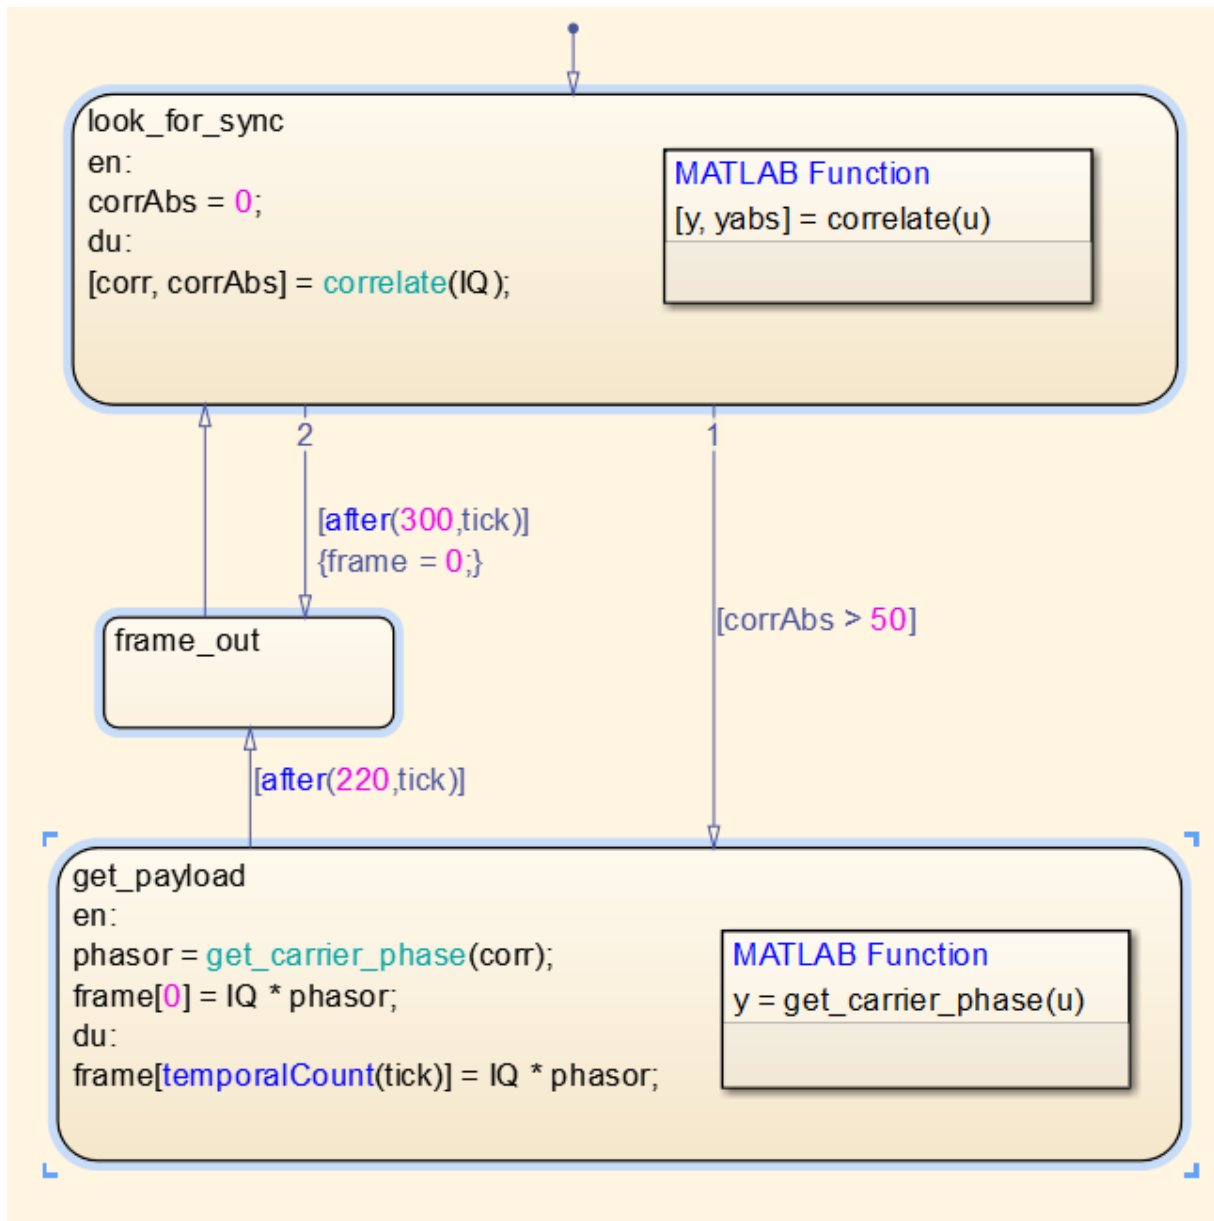 look_for_sync
en:
corrAbs = 0;
du:
[corr, corrAbs] = correlate(IQ);
MATLAB Function
[y, yabs] = correlate(u)
2
1
[after(300,tick)]
{frame = 0;}
[corrAbs > 50]
frame_out
[after(220,tick)]
get_payload
en:
phasor = get_carrier_phase(corr);
frame[0] = IQ * phasor;
du:
frame[temporalCount(tick)] = IQ * phasor;
MATLAB Function
y = get_carrier_phase(u)